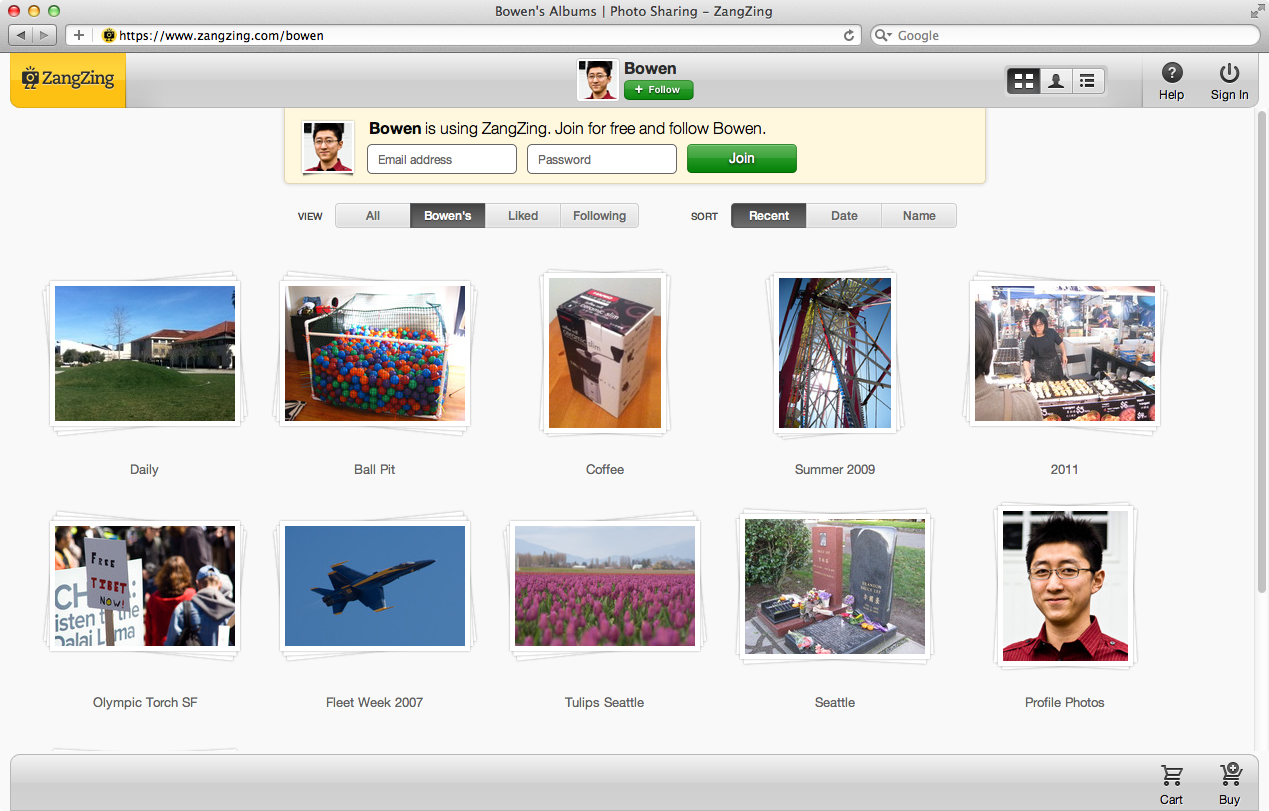 Bowen's Albums | Photo Sharing – ZangZing
https://www.zangzing.com/bowen
Google
ZangZing
Bowen
+ Follow
Help
Sign In
Bowen is using ZangZing. Join for free and follow Bowen.
Email address
Password
Join
VIEW
All
Bowen's
Liked
Following
SORT
Recent
Date
Name
Daily
Ball Pit
Coffee
Summer 2009
2011
FREE
TIBET
NOW!
isten to the
Dalai Lama
Olympic Torch SF
Fleet Week 2007
Tulips Seattle
Seattle
Profile Photos
Cart
Buy